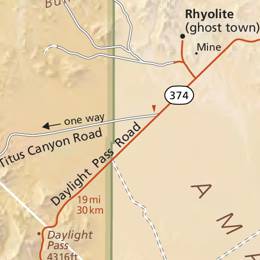 Bull
Rhyolite
(ghost town)
Mine
374
one way
Titus Canyon Road
Daylight Pass Road
19 mi
30 km
Daylight
Pass
4316ft
A M A